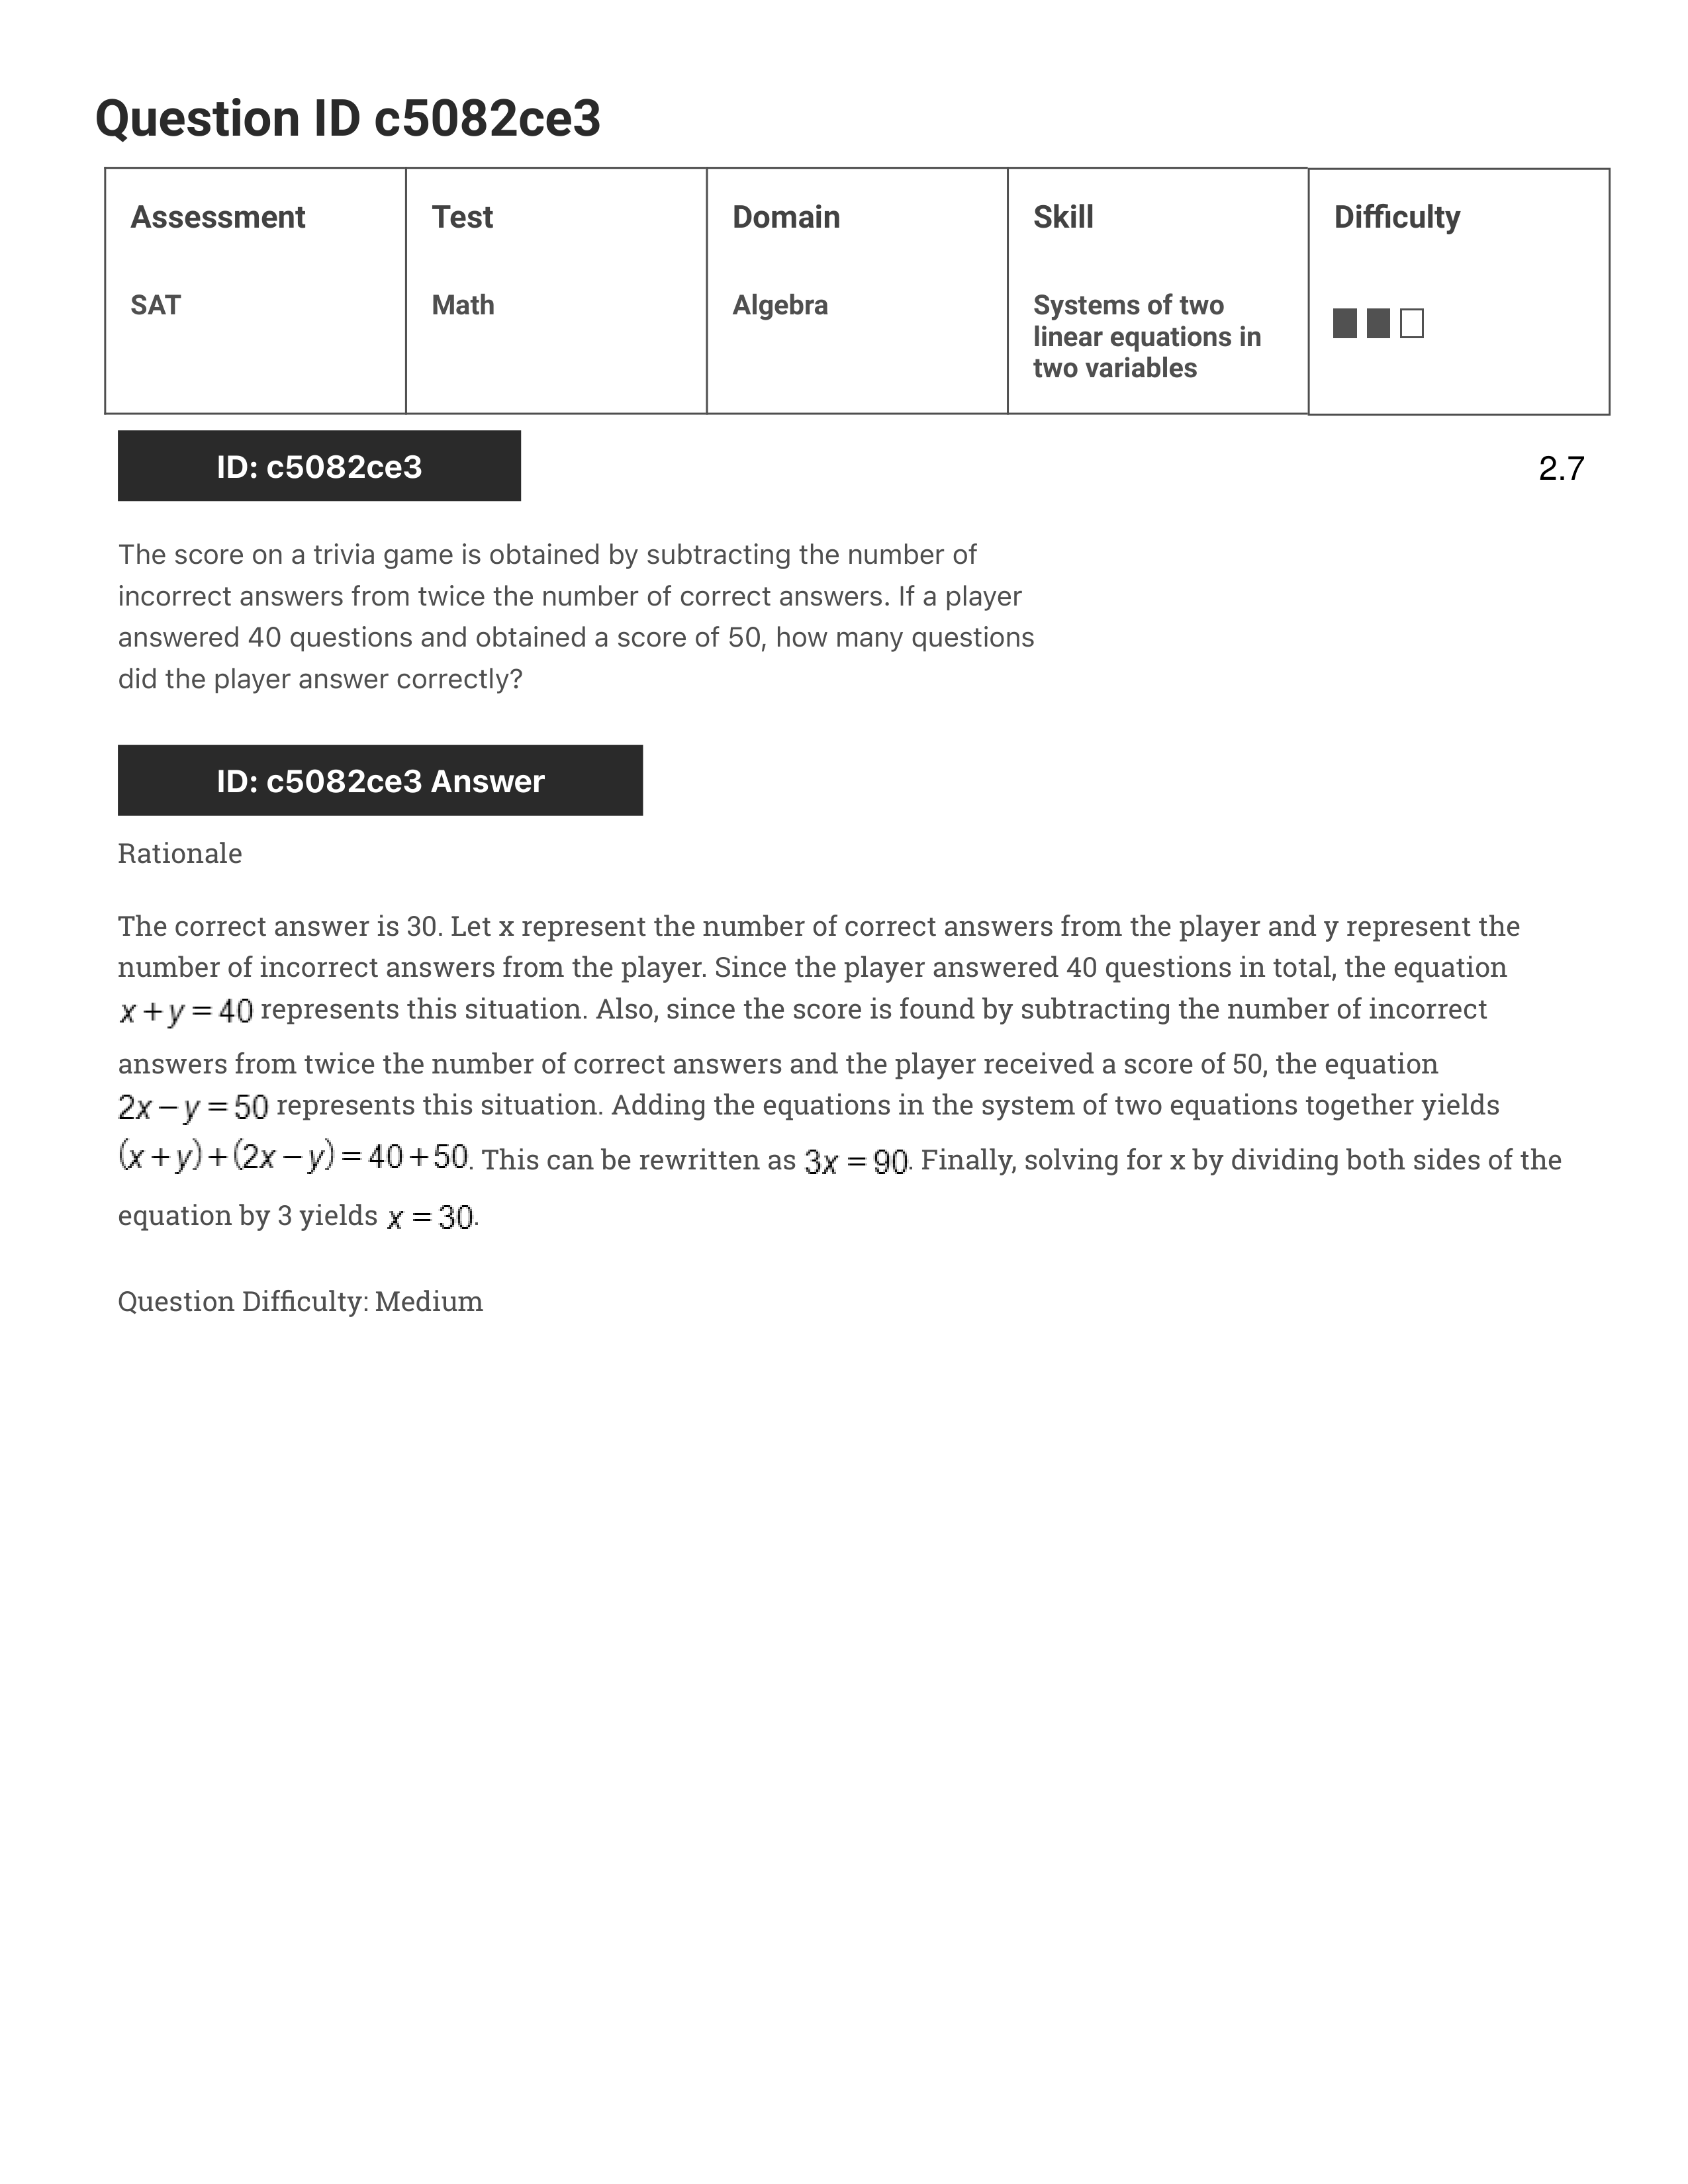 Question ID c5082ce3
Assessment Test Domain Skill Difficulty
SAT Math Algebra Systems of two
linear equations in
two variables
ID: c5082ce3 2.7
The score on a trivia game is obtained by subtracting the number of
incorrect answers from twice the number of correct answers. If a player
answered 40 questions and obtained a score of 50, how many questions
did the player answer correctly?
ID: c5082ce3 Answer
Rationale
The correct answer is 30. Let x represent the number of correct answers from the player and y represent the
number of incorrect answers from the player. Since the player answered 40 questions in total, the equation
x + y = 40 represents this situation. Also, since the score is found by subtracting the number of incorrect
answers from twice the number of correct answers and the player received a score of 50, the equation
2x − y = 50 represents this situation. Adding the equations in the system of two equations together yields
(x + y) + (2x − y) = 40 + 50. This can be rewritten as 3x = 90. Finally, solving for x by dividing both sides of the
equation by 3 yields x = 30.
Question Difficulty: Medium